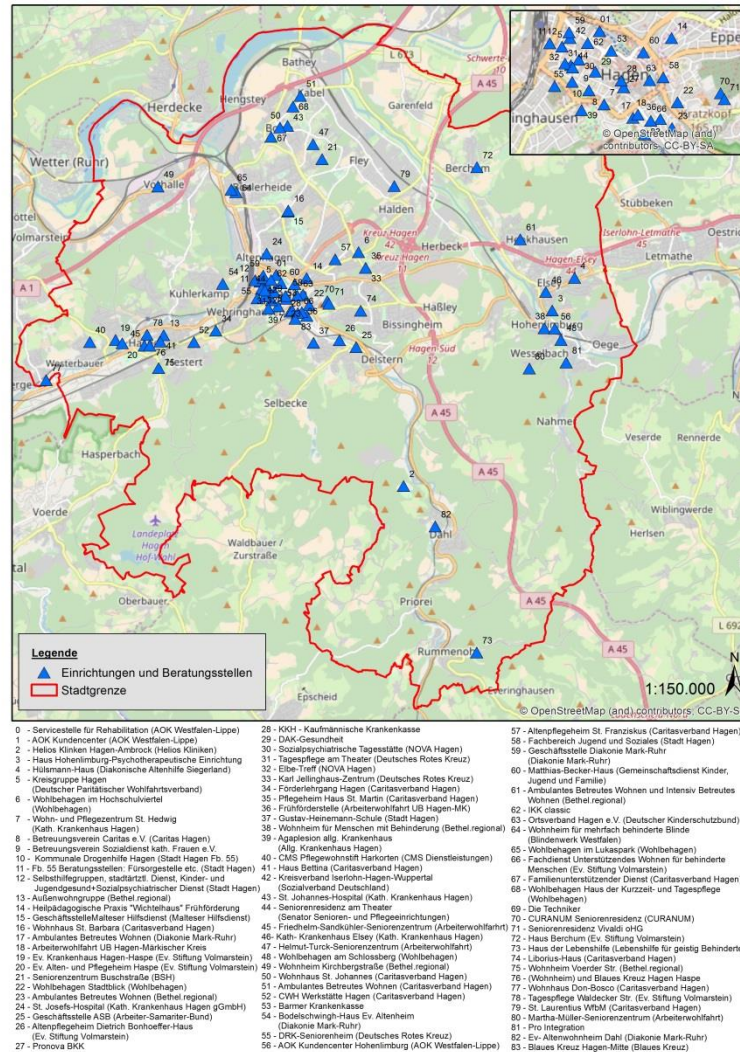 Bathey
L 673
Schwerte
A 45
Herdecke
Hengstey
Kabel
Garenfeld
Wetter (Ruhr)
Fley
Berchum
Vorhalle
Halden
Volmarstein
Stübbecken
Iserlohn-Letmathe
45
Kreuz-Hagen
Herbeck
Letmathe
A 1
Hagen-Elsey
Elsey
Kuhlerkamp
Wehringhausen
Haßley
Bissingheim
Hohenlimburg
Oege
Hagen-Süd
Wesselbach
Delstern
Westerbauer
Selbecke
Nahmer
Hasperbach
Veserde
Rennerde
Voerde
Wiblingwerde
Herlsen
Dahl
Waldbauer /
Zurstraße
Oberbauer
Priorei
A 45
L 692
Rummenohl
Epscheid
Everinghausen
Hagen
© OpenStreetMap (and)
contributors, CC-BY-SA
Legende
Einrichtungen und Beratungsstellen
Stadtgrenze
N
1:150.000
© OpenStreetMap (and) contributors, CC-BY-S
0 - Servicestelle für Rehabilitation (AOK Westfalen-Lippe)
1 - AOK Kundencenter (AOK Westfalen-Lippe)
2 - Helios Klinken Hagen-Ambrock (Helios Kliniken)
3 - Haus Hohenlimburg-Psychotherapeutische Einrichtung
4 - Hülsmann-Haus (Diakonische Altenhilfe Siegerland)
5 - Kreisgruppe Hagen
(Deutscher Paritätischer Wohlfahrtsverband)
6 - Wohlbehagen im Hochschulviertel
(Wohlbehagen)
7 - Wohn- und Pflegezentrum St. Hedwig
(Kath. Krankenhaus Hagen)
8 - Betreuungsverein Caritas e.V. (Caritas Hagen)
9 - Betreuungsverein Sozialdienst kath. Frauen e.V.
10 - Kommunale Drogenhilfe Hagen (Stadt Hagen Fb. 55)
11 - Fb. 55 Beratungsstellen: Fürsorgestelle etc. (Stadt Hagen)
12 - Selbsthilfegruppen, stadtärtztl. Dienst, Kinder- und
Jugendgesund+Sozialpsychiatrischer Dienst (Stadt Hagen)
13 - Außenwohngruppe (Bethel.regional)
14 - Heilpädagogische Praxis "Wichtelhaus" Frühförderung
15 - GeschäftsstelleMalteser Hilfsdienst (Malteser Hilfsdienst)
16 - Wohnhaus St. Barbara (Caritasverband Hagen)
17 - Ambulantes Betreutes Wohnen (Diakonie Mark-Ruhr)
18 - Arbeiterwohlfahrt UB Hagen-Märkischer Kreis
19 - Ev. Krankenhaus Hagen-Haspe (Ev. Stiftung Volmarstein)
20 - Ev. Alten- und Pflegeheim Haspe (Ev. Stiftung Volmarstein)
21 - Seniorenzentrum Buschstraße (BSH)
22 - Wohlbehagen Stadtblick (Wohlbehagen)
23 - Ambulantes Betreutes Wohnen (Bethel.regional)
24 - St. Josefs-Hospital (Kath. Krankenhaus Hagen gGmbH)
25 - Geschäftsstelle ASB (Arbeiter-Samariter-Bund)
26 - Altenpflegeheim Dietrich Bonhoeffer-Haus
(Ev. Stiftung Volmarstein)
27 - Pronova BKK
28 - KKH - Kaufmännische Krankenkasse
29 - DAK-Gesundheit
30 - Sozialpsychiatrische Tagesstätte (NOVA Hagen)
31 - Tagespflege am Theater (Deutsches Rotes Kreuz)
32 - Elbe-Treff (NOVA Hagen)
33 - Karl Jellinghaus-Zentrum (Deutsches Rotes Kreuz)
34 - Förderlehrgang Hagen (Caritasverband Hagen)
35 - Pflegeheim Haus St. Martin (Caritasverband Hagen)
36 - Frühförderstelle (Arbeiterwohlfahrt UB Hagen-MK)
37 - Gustav-Heinemann-Schule (Stadt Hagen)
38 - Wohnheim für Menschen mit Behinderung (Bethel.regional)
39 - Agaplesion allg. Krankenhaus
(Allg. Krankenhaus Hagen)
40 - CMS Pflegewohnstift Harkorten (CMS Dienstleistungen)
41 - Haus Bettina (Caritasverband Hagen)
42 - Kreisverband Iserlohn-Hagen-Wuppertal
(Sozialverband Deutschland)
43 - St. Johannes-Hospital (Kath. Krankenhaus Hagen)
44 - Seniorenresidenz am Theater
(Senator Senioren- und Pflegeeinrichtungen)
45 - Friedhelm-Sandkühler-Seniorenzentrum (Arbeiterwohlfahrt)
46- Kath- Krankenhaus Elsey (Kath. Krankenhaus Hagen)
47 - Helmut-Turck-Seniorenzentrum (Arbeiterwohlfahrt)
48 - Wohlbehagen am Schlossberg (Wohlbehagen)
49 - Wohnheim Kirchbergstraße (Bethel.regional)
50 - Wohnhaus St. Johannes (Caritasverband Hagen)
51 - Ambulantes Betreutes Wohnen (Caritasverband Hagen)
52 - CWH Werkstätte Hagen (Caritasverband Hagen)
53 - Barmer Krankenkasse
54 - Bodelschwingh-Haus Ev. Altenheim
(Diakonie Mark-Ruhr)
55 - DRK-Seniorenheim (Deutsches Rotes Kreuz)
56 - AOK Kundencenter Hohenlimburg (AOK Westfalen-Lippe)
57 - Altenpflegeheim St. Franziskus (Caritasverband Hagen)
58 - Fachbereich Jugend und Soziales (Stadt Hagen)
59 - Geschäftsstelle Diakonie Mark-Ruhr
(Diakonie Mark-Ruhr)
60 - Matthias-Becker-Haus (Gemeinschaftsdienst Kinder,
Jugend und Familie)
61 - Ambulantes Betreutes Wohnen und Intensiv Betreutes
Wohnen (Bethel.regional)
62 - IKK classic
63 - Ortsverband Hagen e.V. (Deutscher Kinderschutzbund)
64 - Wohnheim für mehrfach behinderte Blinde
(Blindenwerk Westfalen)
65 - Wohlbehagen im Lukaspark (Wohlbehagen)
66 - Fachdienst Unterstützendes Wohnen für behinderte
Menschen (Ev. Stiftung Volmarstein)
67 - Familienunterstützender Dienst (Caritasverband Hagen)
68 - Wohlbehagen Haus der Kurzzeit- und Tagespflege
(Wohlbehagen)
69 - Die Techniker
70 - CURANUM Seniorenresidenz (CURANUM)
71 - Seniorenresidenz Vivaldi oHG
72 - Haus Berchum (Ev. Stiftung Volmarstein)
73 - Haus der Lebenshilfe (Lebenshilfe für geistig Behinderte)
74 - Liborius-Haus (Caritasverband Hagen)
75 - Wohnheim Voerder Str. (Bethel.regional)
76 - (Wohnheim) und Blaues Kreuz Hagen Haspe
77 - Wohnhaus Don-Bosco (Caritasverband Hagen)
78 - Tagespflege Waldecker Str. (Ev. Stiftung Volmarstein)
79 - St. Laurentius WfbM (Caritasverband Hagen)
80 - Martha-Müller-Seniorenzentrum (Arbeiterwohlfahrt)
81 - Pro Integration
82 - Ev- Altenwohnheim Dahl (Diakonie Mark-Ruhr)
83 - Blaues Kreuz Hagen-Mitte (Blaues Kreuz)